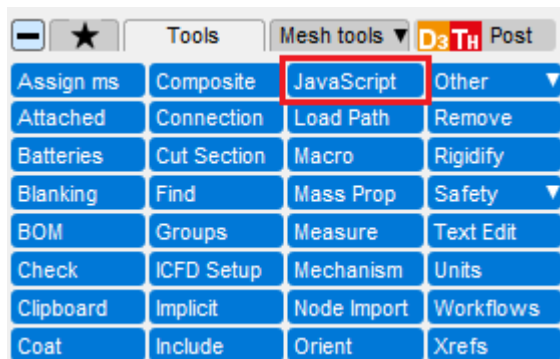 ★ Tools Mesh tools ▼ D3 TH Post
Assign ms Composite JavaScript Other ▼
Attached Connection Load Path Remove
Batteries Cut Section Macro Rigidify
Blanking Find Mass Prop Safety ▼
BOM Groups Measure Text Edit
Check ICFD Setup Mechanism Units
Clipboard Implicit Node Import Workflows
Coat Include Orient Xrefs